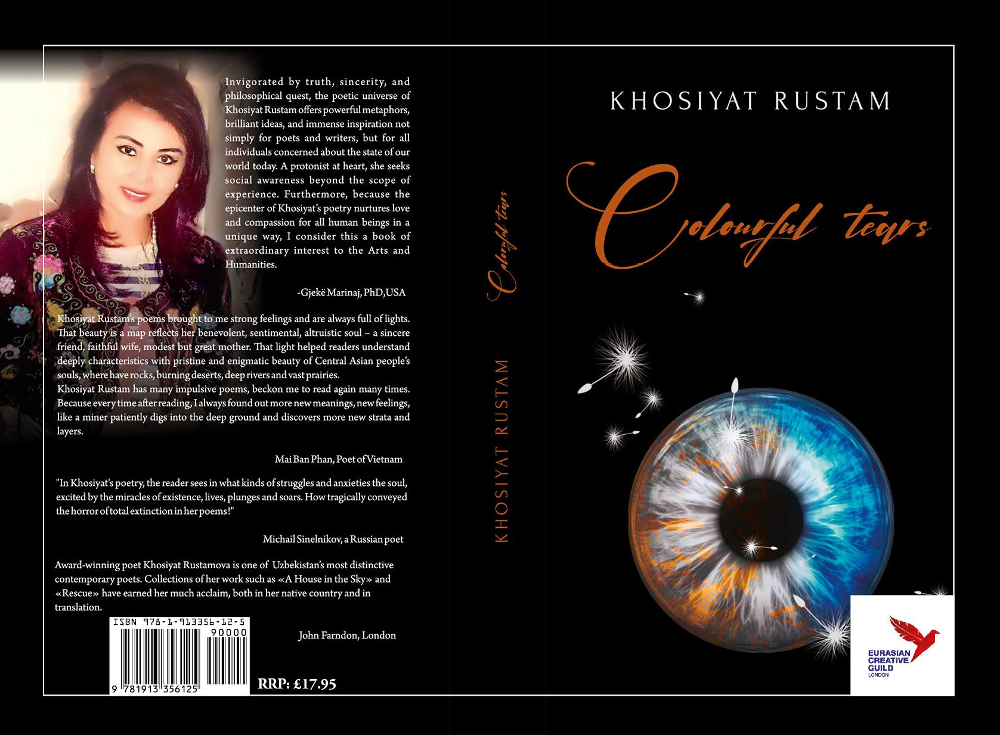 Invigorated by truth, sincerity, and
philosophical quest, the poetic universe of
Khosiyat Rustam offers powerful metaphors,
brilliant ideas, and immense inspiration not
simply for poets and writers, but for all
individuals concerned about the state of our
world today. A protonist at heart, she seeks
social awareness beyond the scope of
experience. Furthermore, because the
epicenter of Khosiyat's poetry nurtures love
and compassion for all human beings in a
unique way, I consider this a book of
extraordinary interest to the Arts and
Humanities.
-Gjekë Marinaj, PhD,USA
Khosiyat Rustam's poems brought to me strong feelings and are always full of lights.
That beauty is a map reflects her benevolent, sentimental, altruistic soul – a sincere
friend, faithful wife, modest but great mother. That light helped readers understand
deeply characteristics with pristine and enigmatic beauty of Central Asian people's
souls, where have rocks, burning deserts, deep rivers and vast prairies.
Khosiyat Rustam has many impulsive poems, beckon me to read again many times.
Because every time after reading, I always found out more new meanings, new feelings,
like a miner patiently digs into the deep ground and discovers more new strata and
layers.
Mai Ban Phan, Poet of Vietnam
"In Khosiyat's poetry, the reader sees in what kinds of struggles and anxieties the soul,
excited by the miracles of existence, lives, plunges and soars. How tragically conveyed
the horror of total extinction in her poems!"
Michail Sinelnikov, a Russian poet
Award-winning poet Khosiyat Rustamova is one of Uzbekistan's most distinctive
contemporary poets. Collections of her work such as «A House in the Sky» and
«Rescue» have earned her much acclaim, both in her native country and in
translation.
John Farndon, London
ISBN 978-1-913356-12-5
90000
9 781913 356125
RRP: £17.95
Colourful tears
KHOSIYAT RUSTAM
KHOSIYAT RUSTAM
Colourful tears
EURASIAN
CREATIVE
GUILD
LONDON